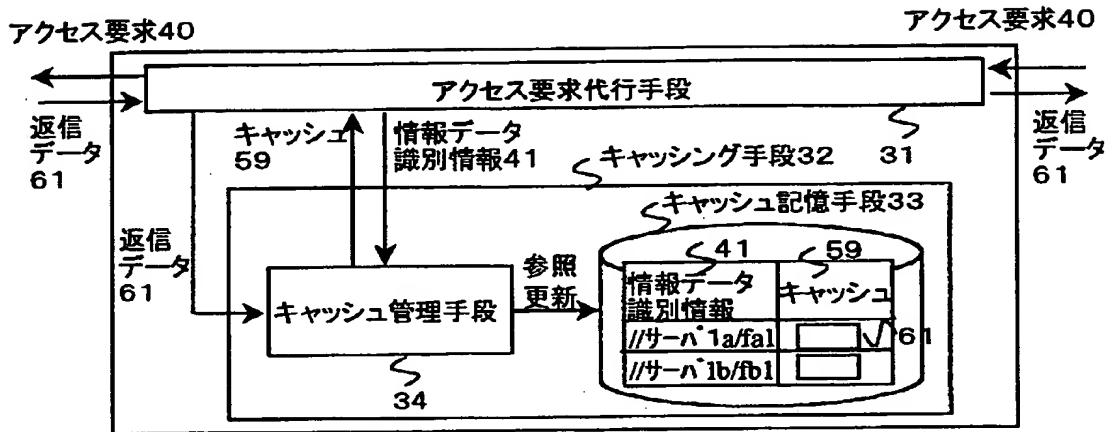 アクセス要求40
アクセス要求40
アクセス要求代行手段
返信
データ
61
キャッシュ
59
情報データ
識別情報41
31
返信
データ
61
キャッシング手段32
キャッシュ記憶手段33
返信
データ
61
キャッシュ管理手段
34
参照
更新
41
59
情報データ
識別情報
キャッシュ
//サーバ1a/fa1
61
//サーバ1b/fb1